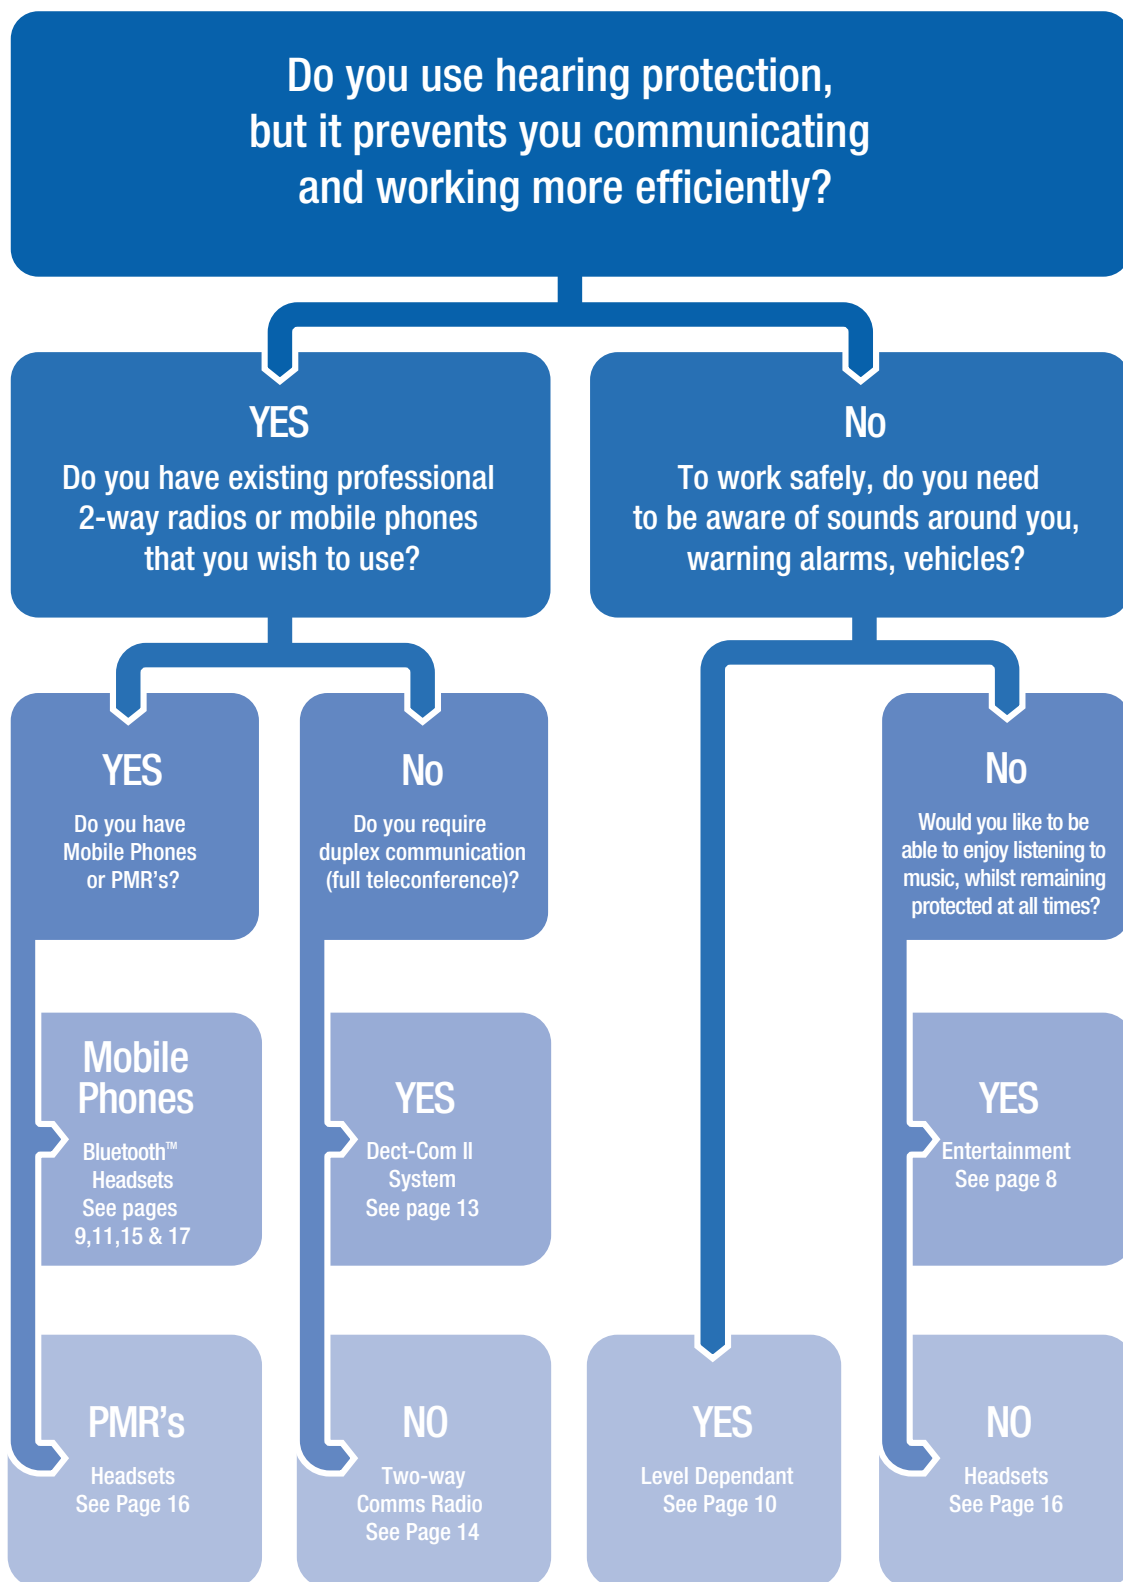 Do you use hearing protection,
but it prevents you communicating
and working more efficiently?
YES
Do you have existing professional
2-way radios or mobile phones
that you wish to use?
No
To work safely, do you need
to be aware of sounds around you,
warning alarms, vehicles?
YES
Do you have
Mobile Phones
or PMR's?
No
Do you require
duplex communication
(full teleconference)?
No
Would you like to be
able to enjoy listening to
music, whilst remaining
protected at all times?
Mobile
Phones
Bluetooth™
Headsets
See pages
9,11,15 & 17
YES
Dect-Com II
System
See page 13
YES
Entertainment
See page 8
PMR's
Headsets
See Page 16
NO
Two-way
Comms Radio
See Page 14
YES
Level Dependant
See Page 10
NO
Headsets
See Page 16